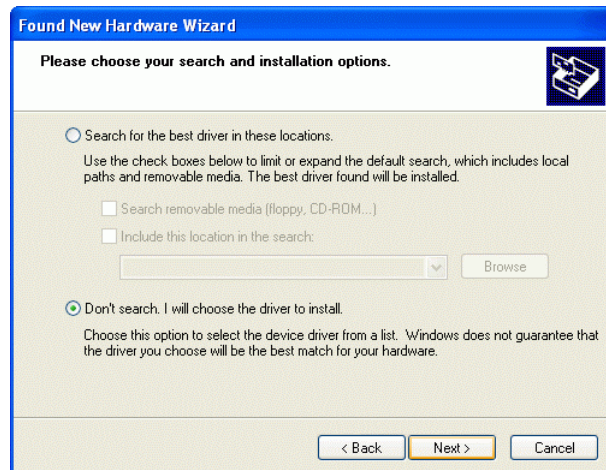 Found New Hardware Wizard
Please choose your search and installation options.
Search for the best driver in these locations.
Use the check boxes below to limit or expand the default search, which includes local
paths and removable media. The best driver found will be installed.
Search removable media (floppy, CD-ROM...)
Include this location in the search:
Browse
Don't search. I will choose the driver to install.
Choose this option to select the device driver from a list. Windows does not guarantee that
the driver you choose will be the best match for your hardware.
< Back Next > Cancel